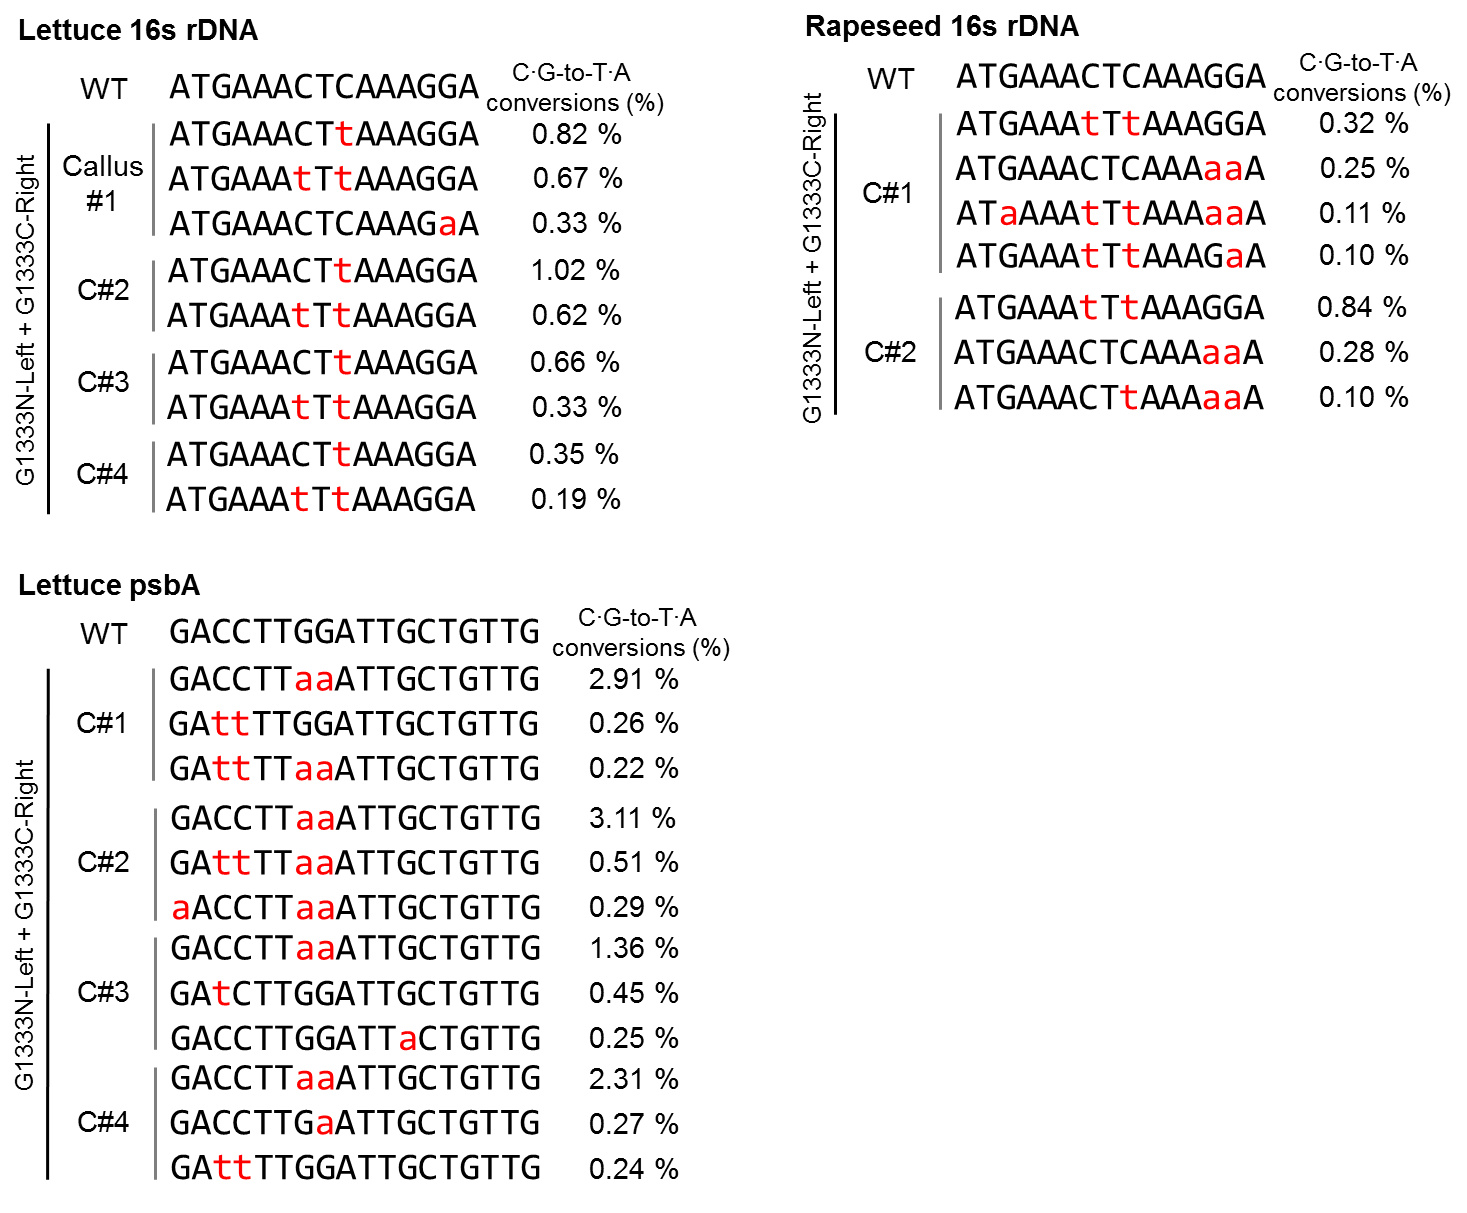 Lettuce 16s rDNA
WT ATGAAACTCAAAGGA C·G-to-T·A
conversions (%)
G1333N-Left + G1333C-Right
Callus
#1
ATGAAACTtAAAGGA 0.82 %
ATGAAAtTtAAAGGA 0.67 %
ATGAAACTCAAAGaA 0.33 %
C#2
ATGAAACTtAAAGGA 1.02 %
ATGAAAtTtAAAGGA 0.62 %
C#3
ATGAAACTtAAAGGA 0.66 %
ATGAAAtTtAAAGGA 0.33 %
C#4
ATGAAACTtAAAGGA 0.35 %
ATGAAAtTtAAAGGA 0.19 %
Rapeseed 16s rDNA
WT ATGAAACTCAAAGGA C·G-to-T·A
conversions (%)
G1333N-Left + G1333C-Right
C#1
ATGAAAtTtAAAGGA 0.32 %
ATGAAACTCAAAaaA 0.25 %
ATaAAAtTtAAAaaA 0.11 %
ATGAAAtTtAAAGaA 0.10 %
C#2
ATGAAAtTtAAAGGA 0.84 %
ATGAAACTCAAAaaA 0.28 %
ATGAAACTtAAAaaA 0.10 %
Lettuce psbA
WT GACCTTGGATTGCTGTTG C·G-to-T·A
conversions (%)
G1333N-Left + G1333C-Right
C#1
GACCTTaaATTGCTGTTG 2.91 %
GAttTTGGATTGCTGTTG 0.26 %
GAttTTaaATTGCTGTTG 0.22 %
C#2
GACCTTaaATTGCTGTTG 3.11 %
GAttTTaaATTGCTGTTG 0.51 %
aACCTTaaATTGCTGTTG 0.29 %
C#3
GACCTTaaATTGCTGTTG 1.36 %
GAtCTTGGATTGCTGTTG 0.45 %
GACCTTGGATTaCTGTTG 0.25 %
C#4
GACCTTaaATTGCTGTTG 2.31 %
GACCTTGaATTGCTGTTG 0.27 %
GAttTTGGATTGCTGTTG 0.24 %